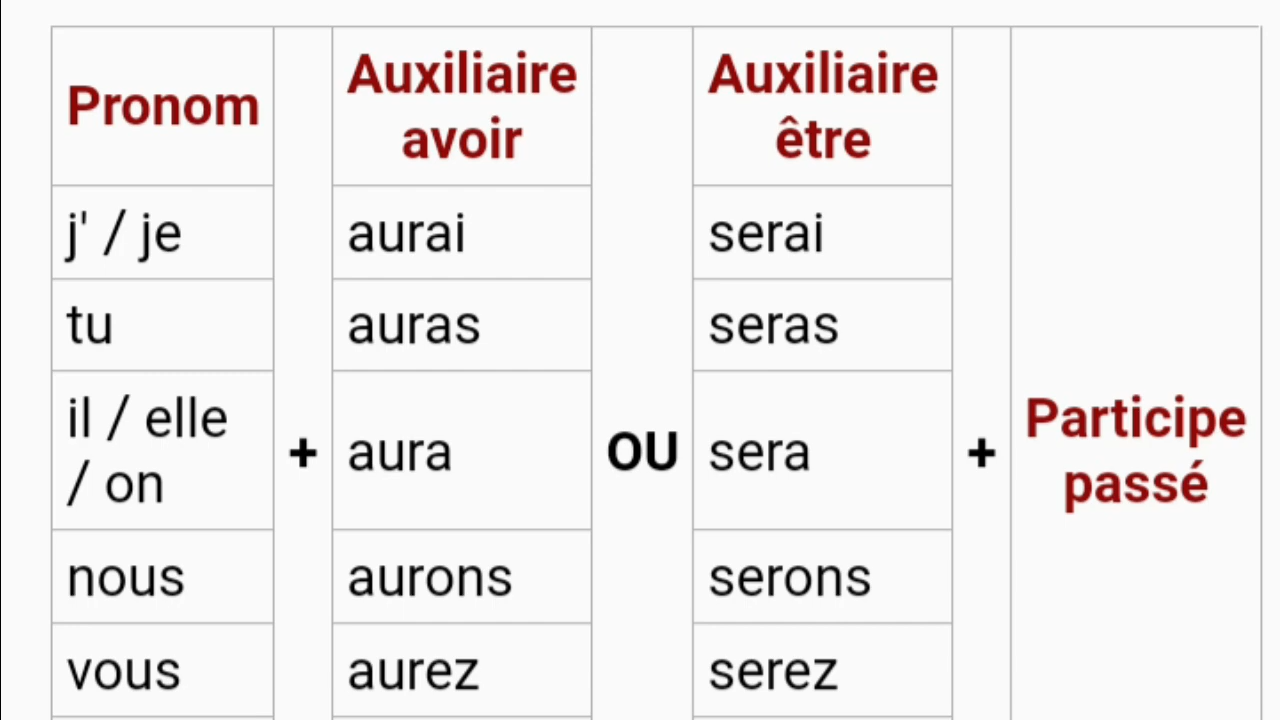 Pronom
Auxiliaire
avoir
Auxiliaire
être
j' / je
aurai
serai
tu
auras
seras
il / elle
/ on
+
aura
OU
sera
+
Participe
passé
nous
aurons
serons
vous
aurez
serez